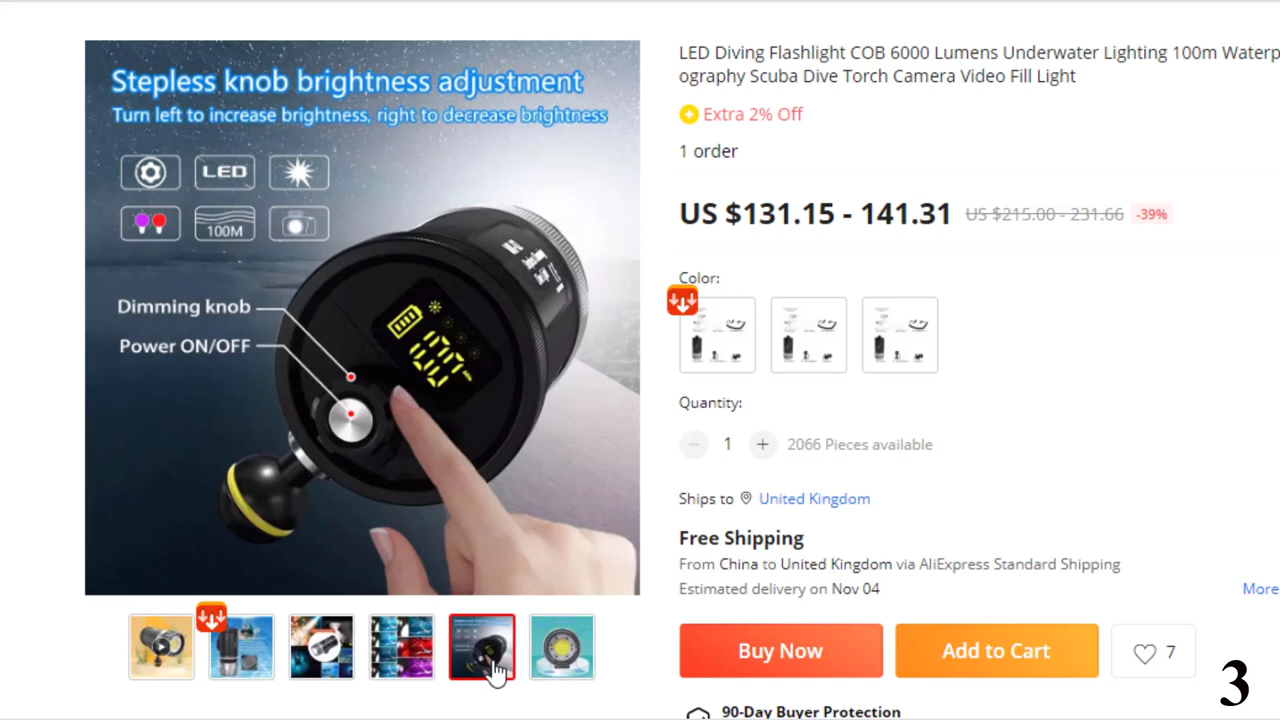 Stepless knob brightness adjustment
Turn left to increase brightness, right to decrease brightness
LED
100M
Dimming knob
Power ON/OFF
LED Diving Flashlight COB 6000 Lumens Underwater Lighting 100m Waterp
ography Scuba Dive Torch Camera Video Fill Light
Extra 2% Off
1 order
US $131.15 - 141.31 US $215.00 - 231.66 -39%
Color:
Quantity:
1 2066 Pieces available
Ships to United Kingdom
Free Shipping
From China to United Kingdom via AliExpress Standard Shipping
Estimated delivery on Nov 04
More
Buy Now
Add to Cart
7
90-Day Buyer Protection
3